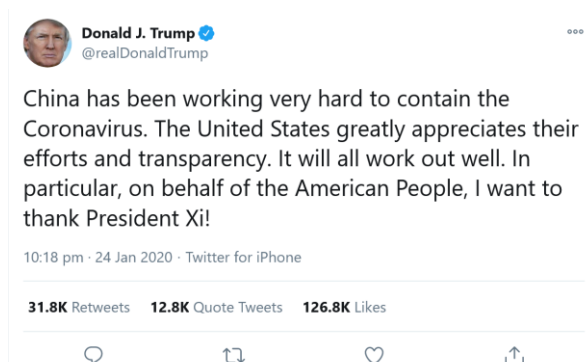 Donald J. Trump
@realDonaldTrump
China has been working very hard to contain the
Coronavirus. The United States greatly appreciates their
efforts and transparency. It will all work out well. In
particular, on behalf of the American People, I want to
thank President Xi!
10:18 pm · 24 Jan 2020 · Twitter for iPhone
31.8K Retweets 12.8K Quote Tweets 126.8K Likes